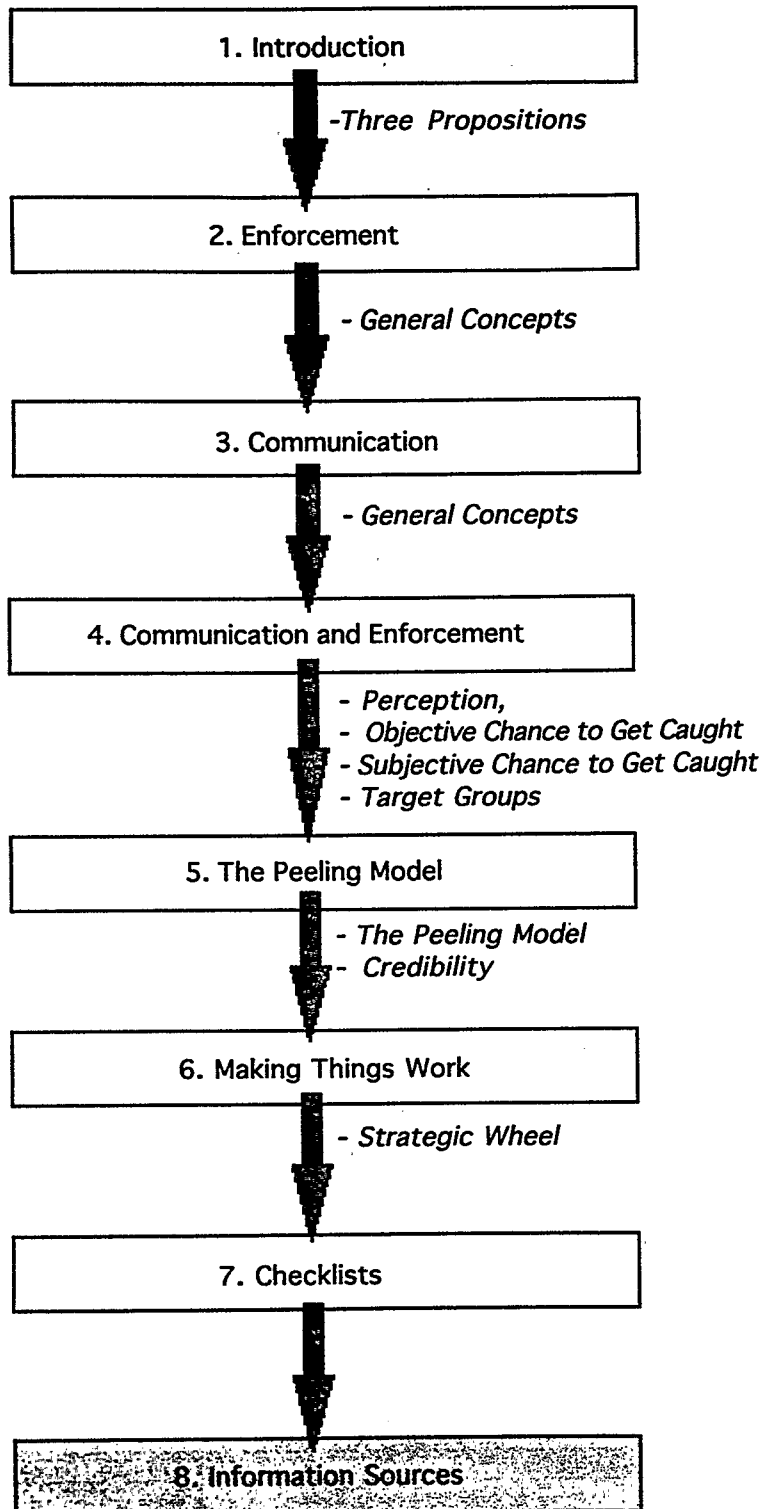 1. Introduction
-Three Propositions
2. Enforcement
- General Concepts
3. Communication
- General Concepts
4. Communication and Enforcement
- Perception,
- Objective Chance to Get Caught
- Subjective Chance to Get Caught
- Target Groups
5. The Peeling Model
- The Peeling Model
- Credibility
6. Making Things Work
- Strategic Wheel
7. Checklists
8. Information Sources